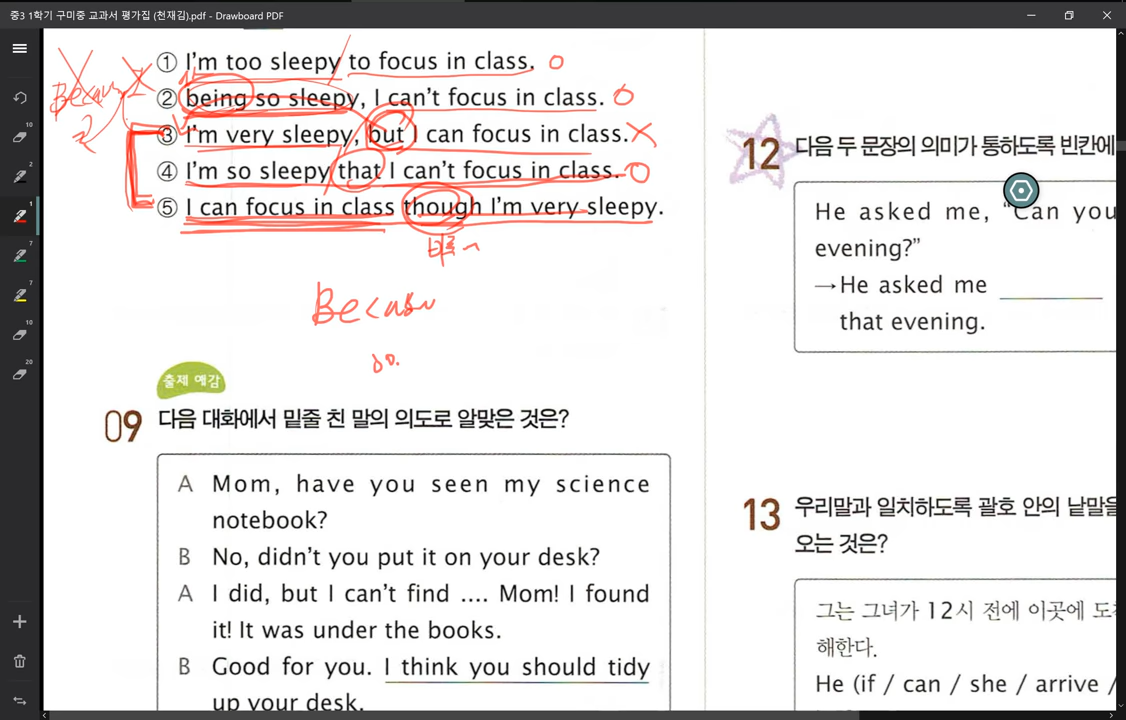 중3 1학기 구미중 교과서 평가집 (천재김).pdf - Drawboard PDF
① I'm too sleepy to focus in class.
② being so sleepy, I can't focus in class.
③ I'm very sleepy, but I can focus in class.
④ I'm so sleepy that I can't focus in class.
⑤ I can focus in class though I'm very sleepy.
비록
출제 예감
09 다음 대화에서 밑줄 친 말의 의도로 알맞은 것은?
A Mom, have you seen my science
notebook?
B No, didn't you put it on your desk?
A I did, but I can't find .... Mom! I found
it! It was under the books.
B Good for you. I think you should tidy
up your desk.
12 다음 두 문장의 의미가 통하도록 빈칸에
He asked me, “Can you
evening?”
→ He asked me
that evening.
13 우리말과 일치하도록 괄호 안의 낱말을
오는 것은?
그는 그녀가 12시 전에 이곳에
해한다.
He (if / can / she / arrive /
10
2
1
7
7
10
20